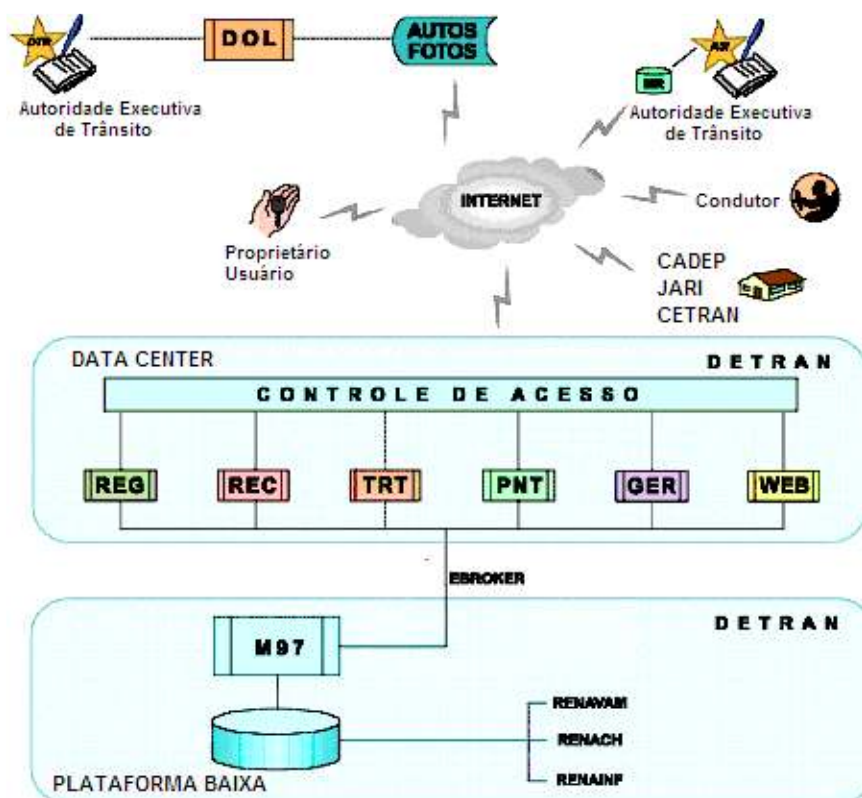 DTR
DOL
AUTOS
FOTOS
Autoridade Executiva
de Trânsito
AIT
Autoridade Executiva
de Trânsito
INTERNET
Proprietário
Usuário
Condutor
CADEP
JARI
CETRAN
DATA CENTER
DETRAN
CONTROLE DE ACESSO
REG
REC
TRT
PNT
GER
WEB
EBROKER
DETRAN
M97
RENAVAM
RENACH
RENAINF
PLATAFORMA BAIXA